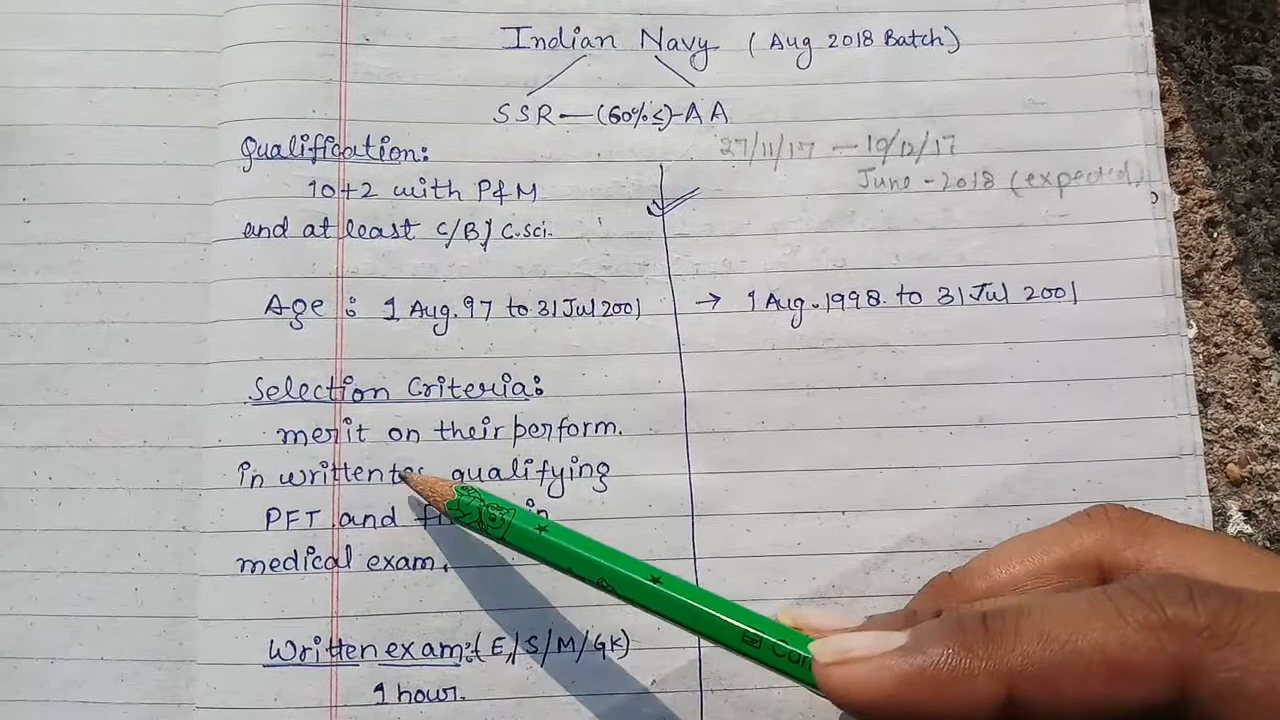 Indian Navy (Aug 2018 Batch)
SSR—(60%≤)-AA
27/11/17 — 10/12/17
June - 2018 (expected)
Qualification:
10+2 with P&M
and at least C/B/C.Sci.
Age: 1 Aug. 97 to 31 Jul 2001
→ 1 Aug. 1998 to 31 Jul 2001
Selection Criteria:
merit on their perform.
in written qualifying
PFT and in
medical exam.
Written exam:(E/S/M/GK)
1 hour.